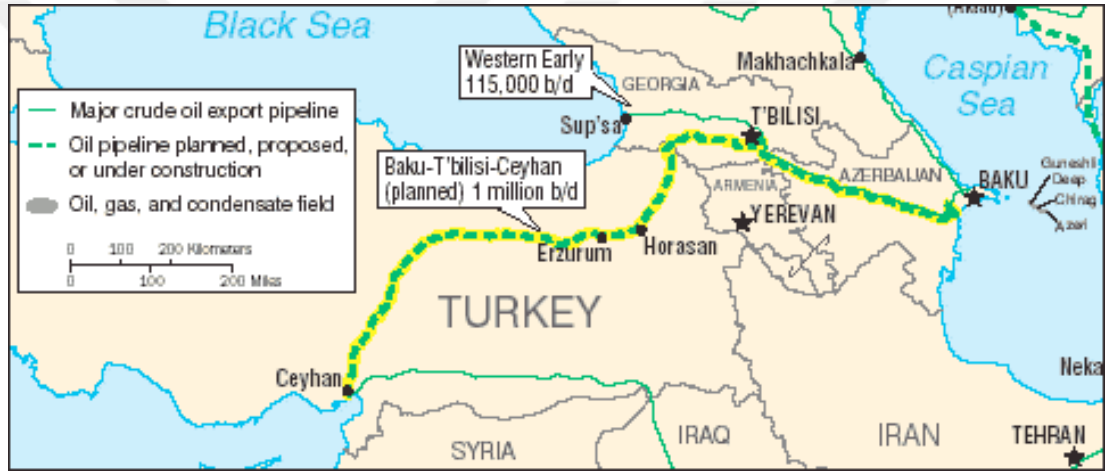 (Aktau)
Black Sea
Western Early
115,000 b/d
Makhachkala
Caspian
Sea
GEORGIA
Major crude oil export pipeline
Oil pipeline planned, proposed,
or under construction
Oil, gas, and condensate field
0 100 200 Kilometers
0 100 200 Miles
Sup'sa
T'BILISI
Baku-T'bilisi-Ceyhan
(planned) 1 million b/d
ARMENIA
AZERBAIJAN
BAKU
Guneshli
Deep
Chirag
Azeri
YEREVAN
Erzurum
Horasan
TURKEY
Ceyhan
Neka
SYRIA
IRAQ
IRAN
TEHRAN